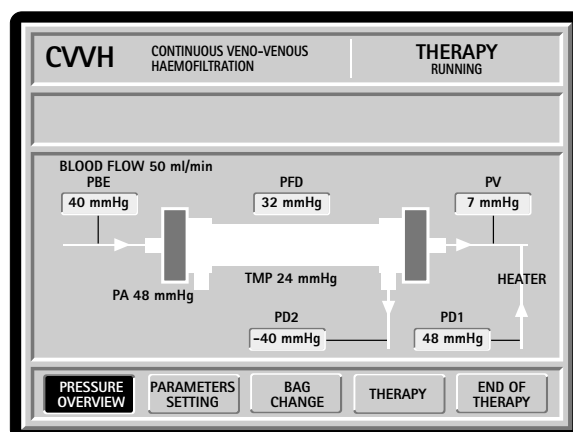 CVVH
CONTINUOUS VENO-VENOUS
HAEMOFILTRATION
THERAPY
RUNNING
BLOOD FLOW 50 ml/min
PBE
40 mmHg
PFD
32 mmHg
PV
7 mmHg
PA 48 mmHg
TMP 24 mmHg
HEATER
PD2
-40 mmHg
PD1
48 mmHg
PRESSURE
OVERVIEW
PARAMETERS
SETTING
BAG
CHANGE
THERAPY
END OF
THERAPY